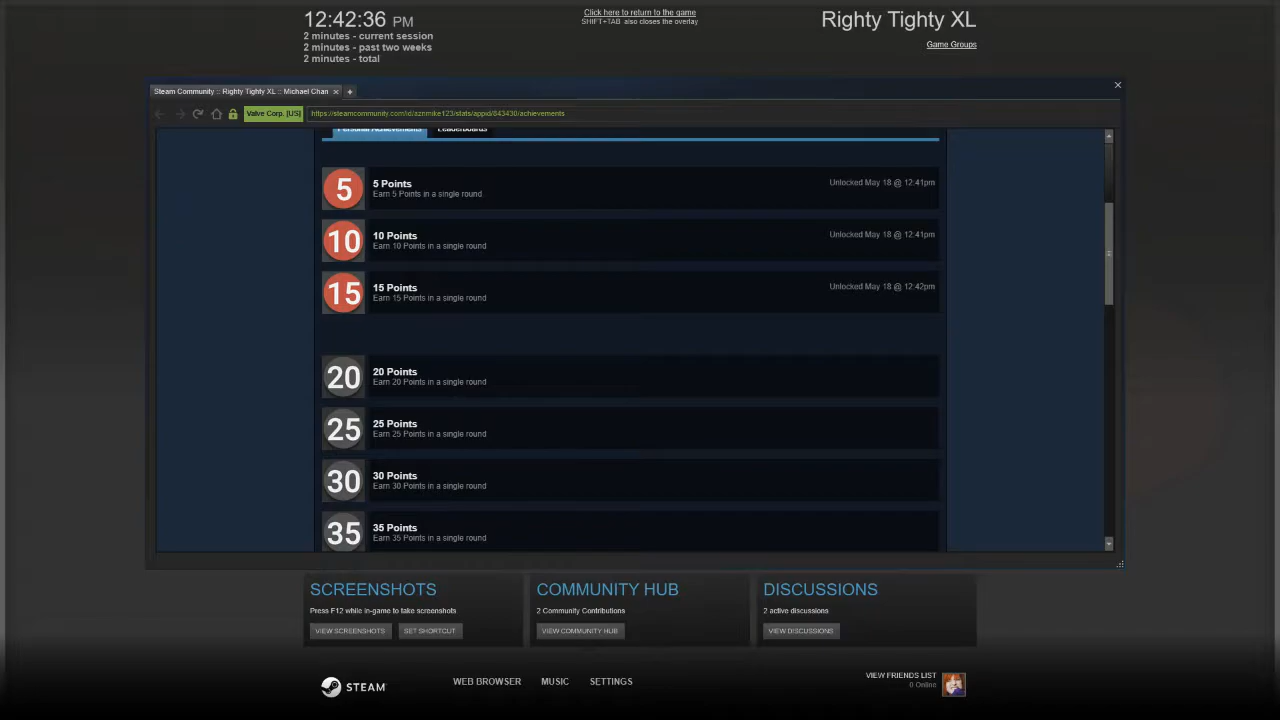 12:42:36 PM
2 minutes - current session
2 minutes - past two weeks
2 minutes - total
Click here to return to the game
SHIFT+TAB also closes the overlay
Righty Tighty XL
Game Groups
Steam Community :: Righty Tighty XL :: Michael Chan
Valve Corp. [US]
https://steamcommunity.com/id/aznmike123/stats/appid/843430/achievements
Personal Achievements
Leaderboards
5
5 Points
Earn 5 Points in a single round
Unlocked May 18 @ 12:41pm
10
10 Points
Earn 10 Points in a single round
Unlocked May 18 @ 12:41pm
15
15 Points
Earn 15 Points in a single round
Unlocked May 18 @ 12:42pm
20
20 Points
Earn 20 Points in a single round
25
25 Points
Earn 25 Points in a single round
30
30 Points
Earn 30 Points in a single round
35
35 Points
Earn 35 Points in a single round
SCREENSHOTS
Press F12 while in-game to take screenshots
VIEW SCREENSHOTS
SET SHORTCUT
COMMUNITY HUB
2 Community Contributions
VIEW COMMUNITY HUB
DISCUSSIONS
2 active discussions
VIEW DISCUSSIONS
STEAM
WEB BROWSER
MUSIC
SETTINGS
VIEW FRIENDS LIST
0 Online